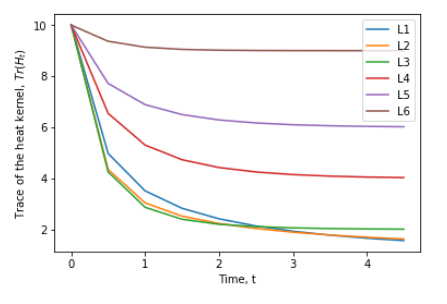 Trace of the heat kernel, Tr(H_t)
10
8
6
4
2
0
1
2
3
4
Time, t
L1
L2
L3
L4
L5
L6